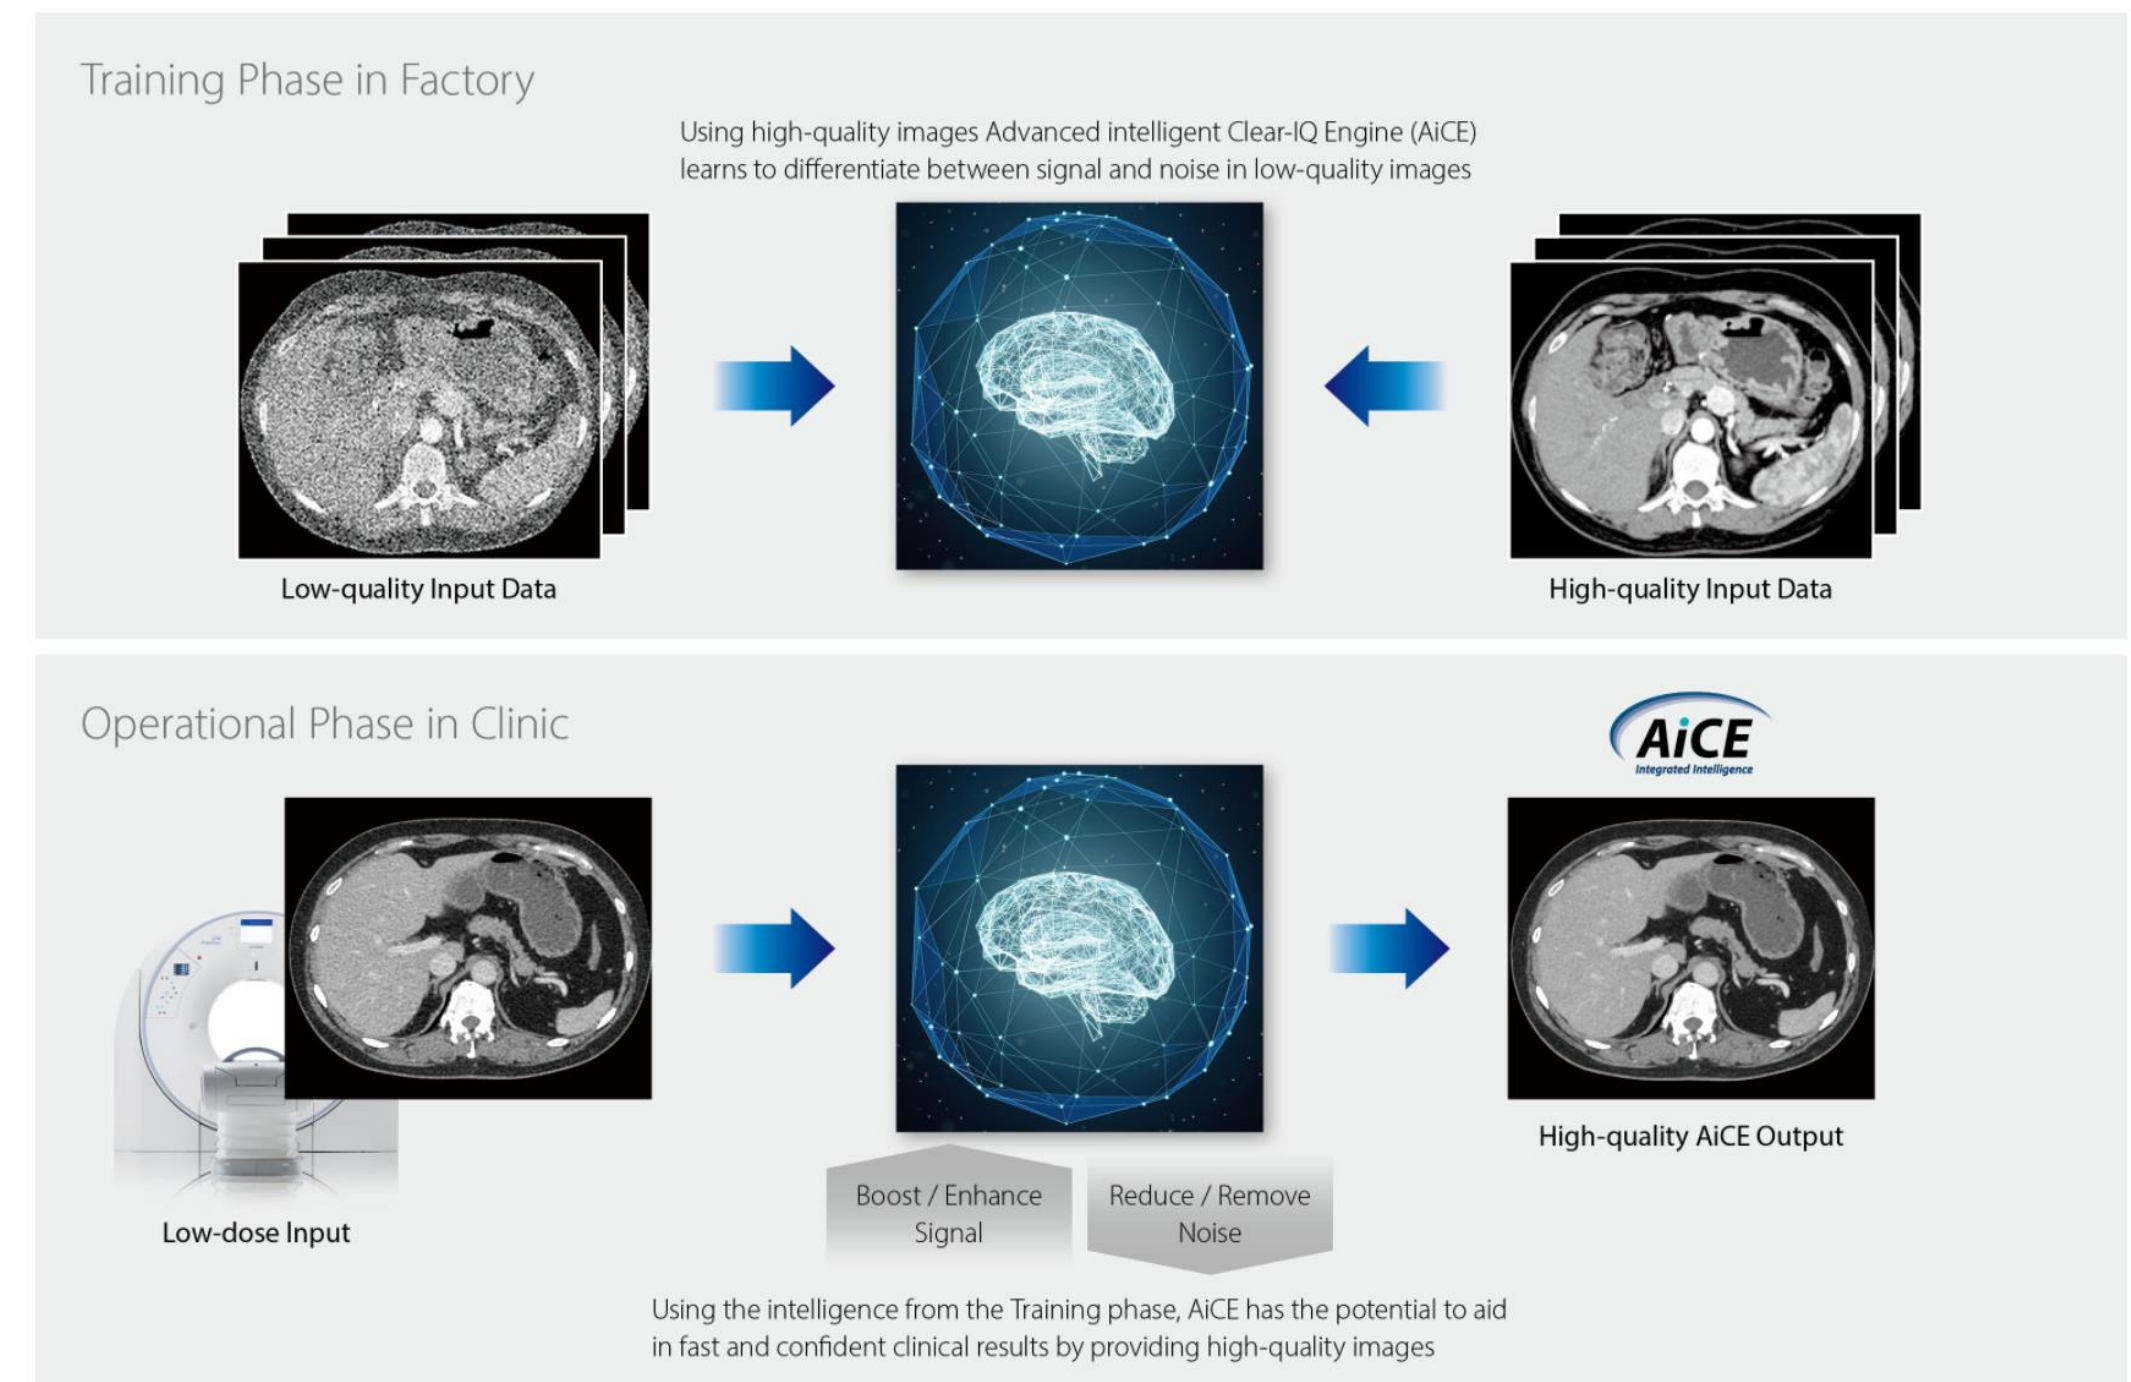 Training Phase in Factory
Using high-quality images Advanced intelligent Clear-IQ Engine (AiCE)
learns to differentiate between signal and noise in low-quality images
Low-quality Input Data
High-quality Input Data
Operational Phase in Clinic
AiCE
Integrated Intelligence
High-quality AiCE Output
Boost / Enhance
Signal
Reduce / Remove
Noise
Low-dose Input
Using the intelligence from the Training phase, AiCE has the potential to aid
in fast and confident clinical results by providing high-quality images